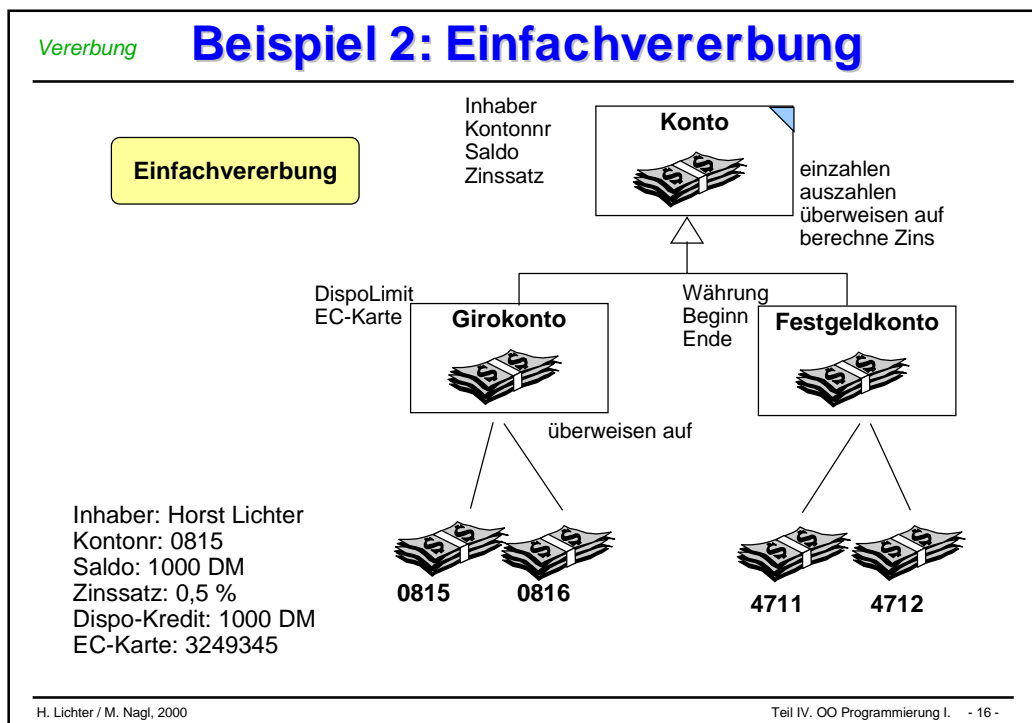 Vererbung
Beispiel 2: Einfachvererbung
Einfachvererbung
Inhaber
Kontonnr
Saldo
Zinssatz
Konto
einzahlen
auszahlen
überweisen auf
berechne Zins
DispoLimit
EC-Karte
Girokonto
überweisen auf
Währung
Beginn
Ende
Festgeldkonto
Inhaber: Horst Lichter
Kontonr: 0815
Saldo: 1000 DM
Zinssatz: 0,5 %
Dispo-Kredit: 1000 DM
EC-Karte: 3249345
0815
0816
4711
4712
H. Lichter / M. Nagl, 2000
Teil IV. OO Programmierung I. - 16 -